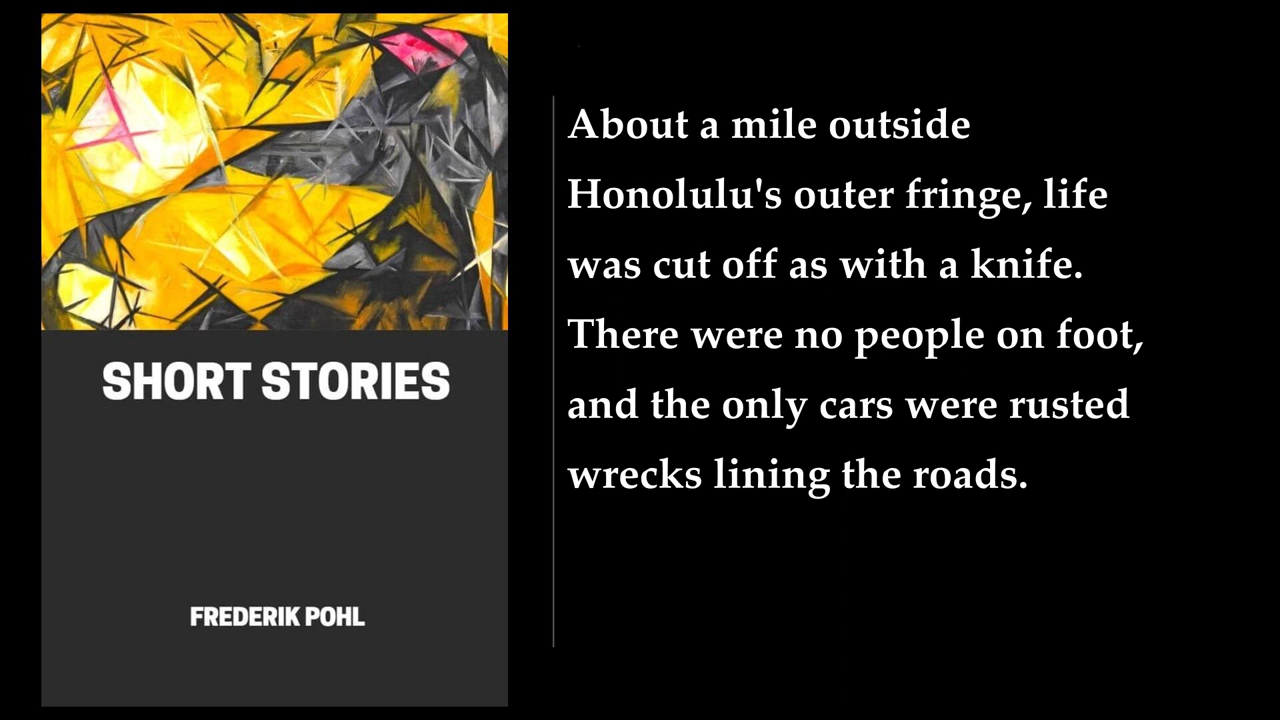 SHORT STORIES
FREDERIK POHL
About a mile outside
Honolulu's outer fringe, life
was cut off as with a knife.
There were no people on foot,
and the only cars were rusted
wrecks lining the roads.